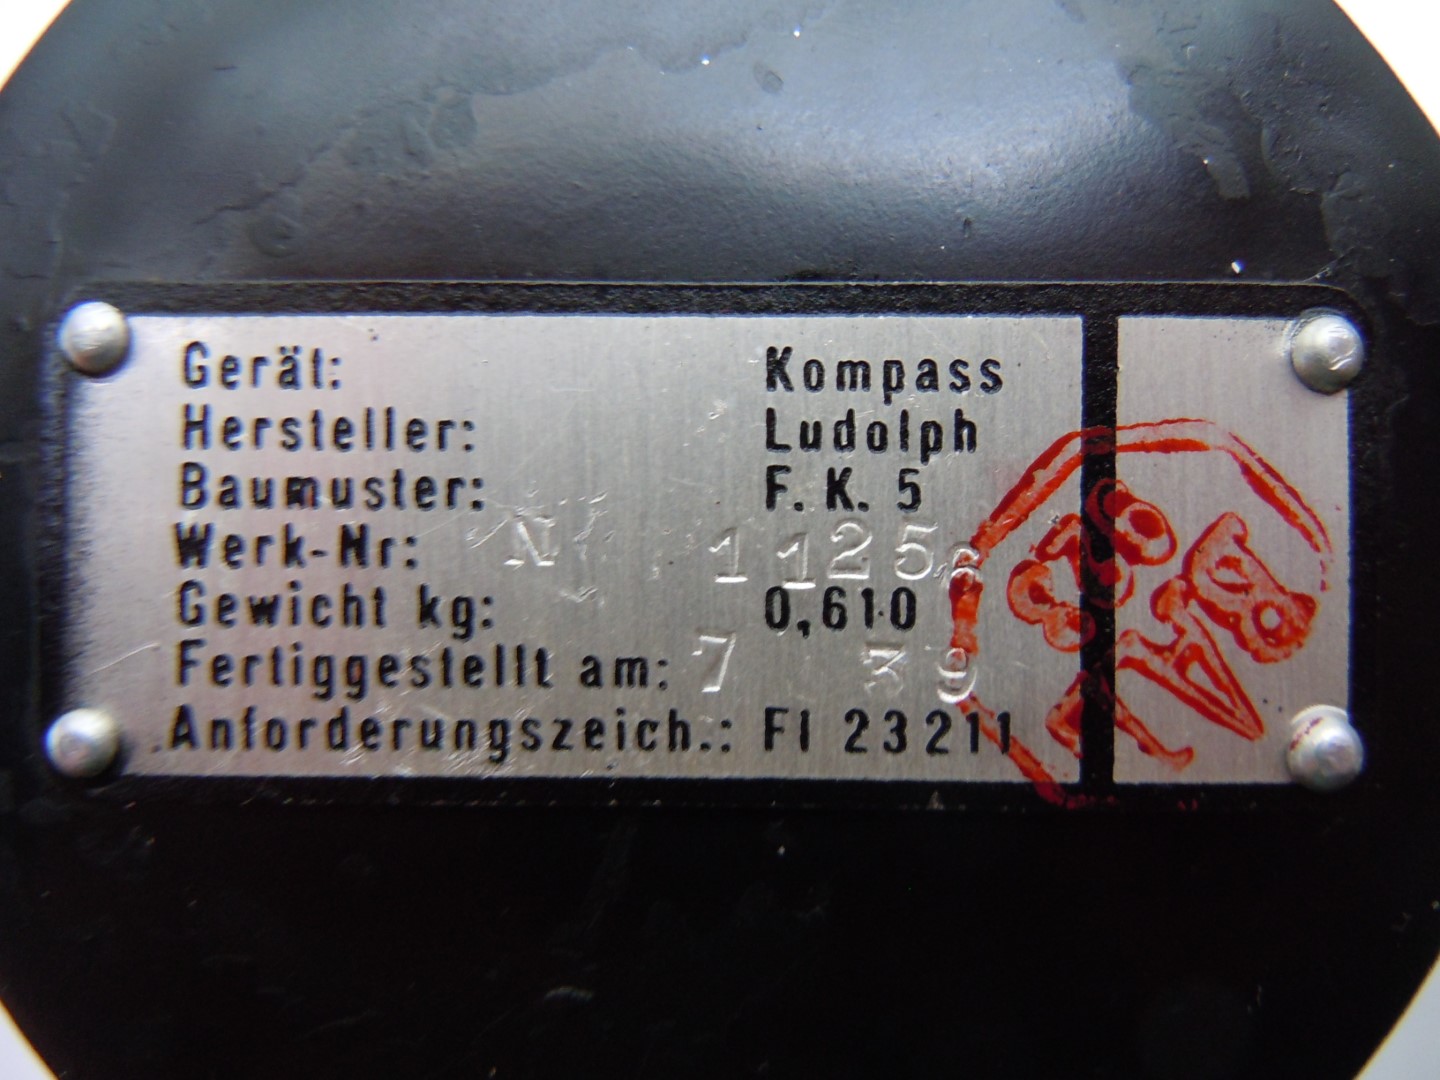 Gerät: Kompass
Hersteller: Ludolph
Baumuster: F. K. 5
Werk-Nr: N 1125
Gewicht kg: 0,610
Fertiggestellt am: 7 39
Anforderungszeich.: Fl 23211